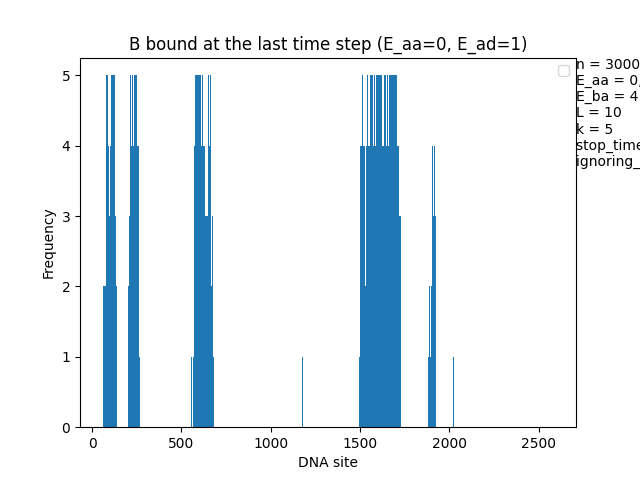 B bound at the last time step (E_aa=0, E_ad=1)
n = 3000
E_aa = 0,
E_ba = 4
L = 10
k = 5
stop_time
ignoring_
5
4
3
2
1
0
Frequency
0 500 1000 1500 2000 2500
DNA site